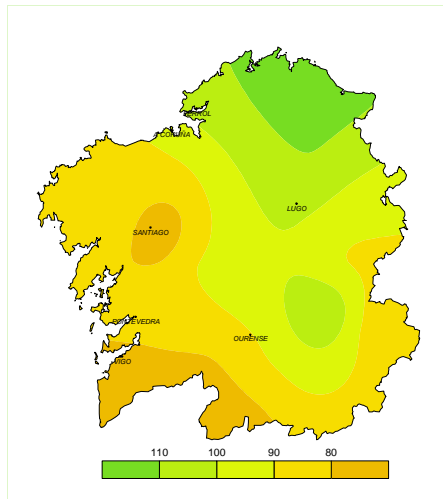 FERROL
A CORUÑA
LUGO
SANTIAGO
PONTEVEDRA
OURENSE
VIGO
110 100 90 80